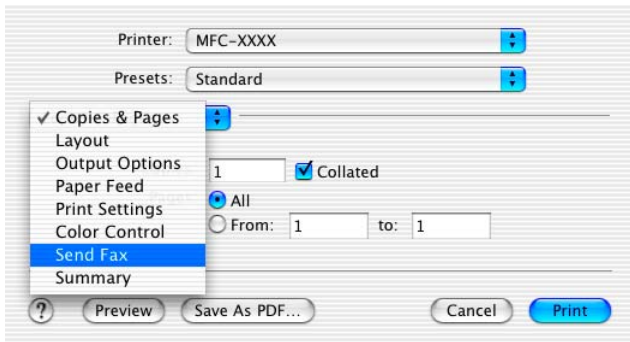 Printer: MFC-XXXX
Presets: Standard
✓ Copies & Pages
Layout
Output Options
1 Collated
Paper Feed
All
Print Settings
From: 1 to: 1
Color Control
Send Fax
Summary
? Preview Save As PDF... Cancel Print